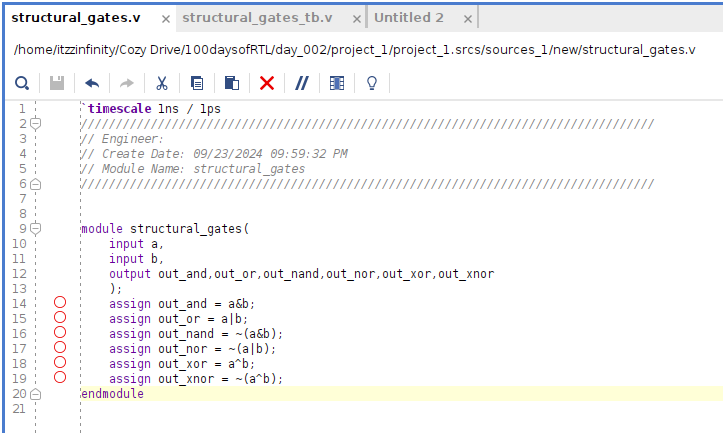 structural_gates.v × structural_gates_tb.v × Untitled 2 ×
/home/itzzinfinity/Cozy Drive/100daysofRTL/day_002/project_1/project_1.srcs/sources_1/new/structural_gates.v
1 `timescale 1ns / 1ps
2 //////////////////////////////////////////////////////////////////////////////////
3 // Engineer:
4 // Create Date: 09/23/2024 09:59:32 PM
5 // Module Name: structural_gates
6 //////////////////////////////////////////////////////////////////////////////////
7
8
9 module structural_gates(
10 input a,
11 input b,
12 output out_and,out_or,out_nand,out_nor,out_xor,out_xnor
13 );
14 assign out_and = a&b;
15 assign out_or = a|b;
16 assign out_nand = ~(a&b);
17 assign out_nor = ~(a|b);
18 assign out_xor = a^b;
19 assign out_xnor = ~(a^b);
20 endmodule
21